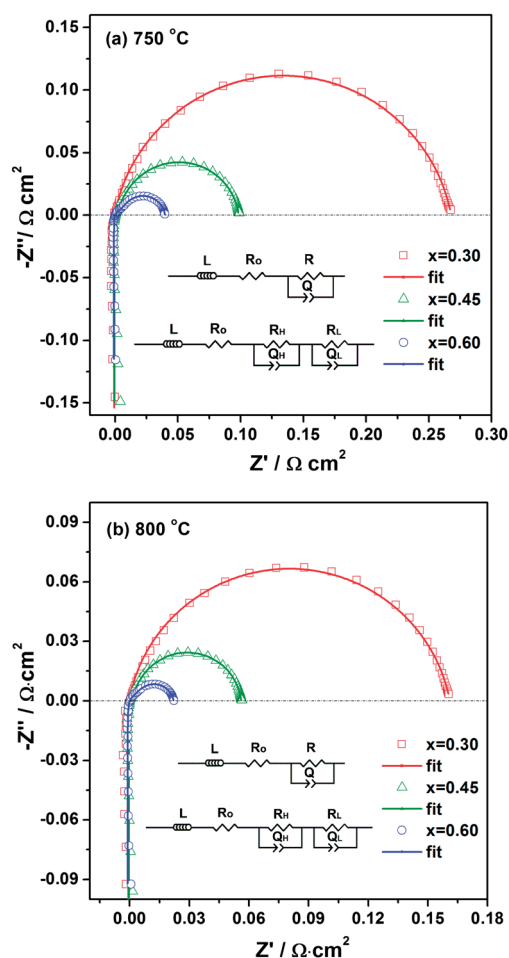 (a) 750 °C
-Z''/ Ω cm²
0.15
0.10
0.05
0.00
-0.05
-0.10
-0.15
L Ro R
Q
L Ro RH RL
QH QL
x=0.30
fit
x=0.45
fit
x=0.60
fit
0.00 0.05 0.10 0.15 0.20 0.25 0.30
Z' / Ω cm²
(b) 800 °C
-Z'' / Ω·cm²
0.09
0.06
0.03
0.00
-0.03
-0.06
-0.09
L Ro R
Q
L Ro RH RL
QH QL
x=0.30
fit
x=0.45
fit
x=0.60
fit
0.00 0.03 0.06 0.09 0.12 0.15 0.18
Z' / Ω·cm²